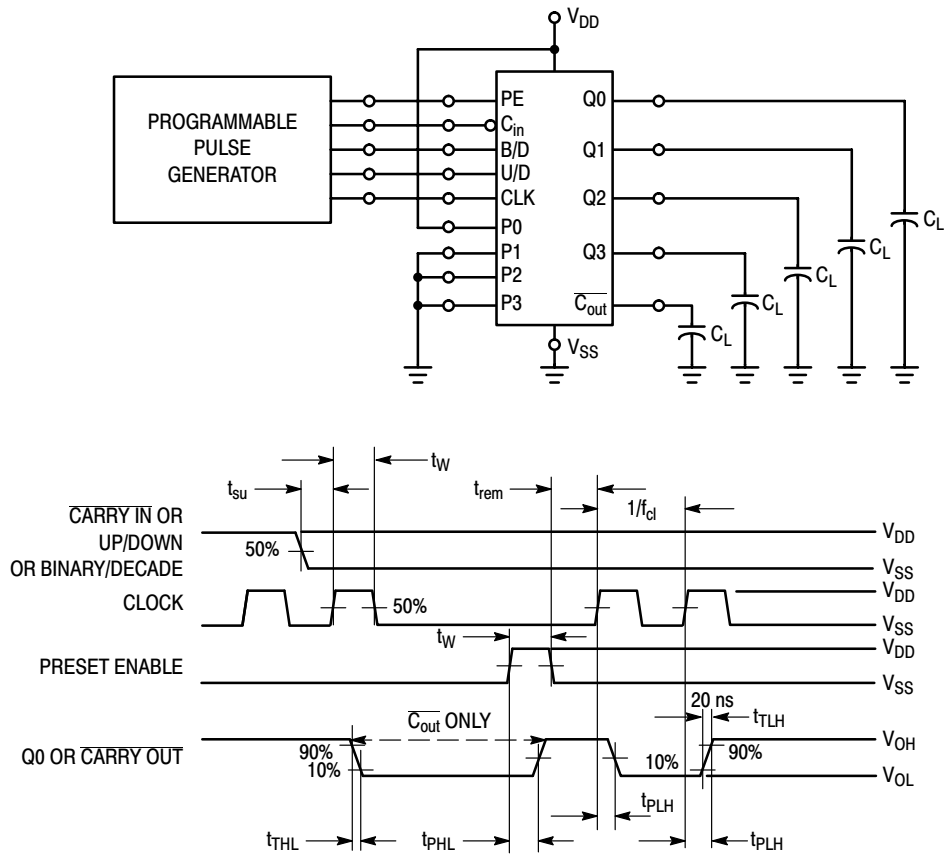 VDD
PROGRAMMABLE
PULSE
GENERATOR
PE
Cin
B/D
U/D
CLK
P0
P1
P2
P3
Q0
Q1
Q2
Q3
Cout
VSS
CL
CL
CL
CL
CL
tW
tsu
trem
1/fcl
CARRY IN OR
UP/DOWN
OR BINARY/DECADE
50%
VDD
VSS
CLOCK
50%
VDD
VSS
tW
PRESET ENABLE
VDD
VSS
20 ns
tTLH
Cout ONLY
Q0 OR CARRY OUT
90%
10%
10%
90%
VOH
VOL
tPLH
tTHL
tPHL
tPLH